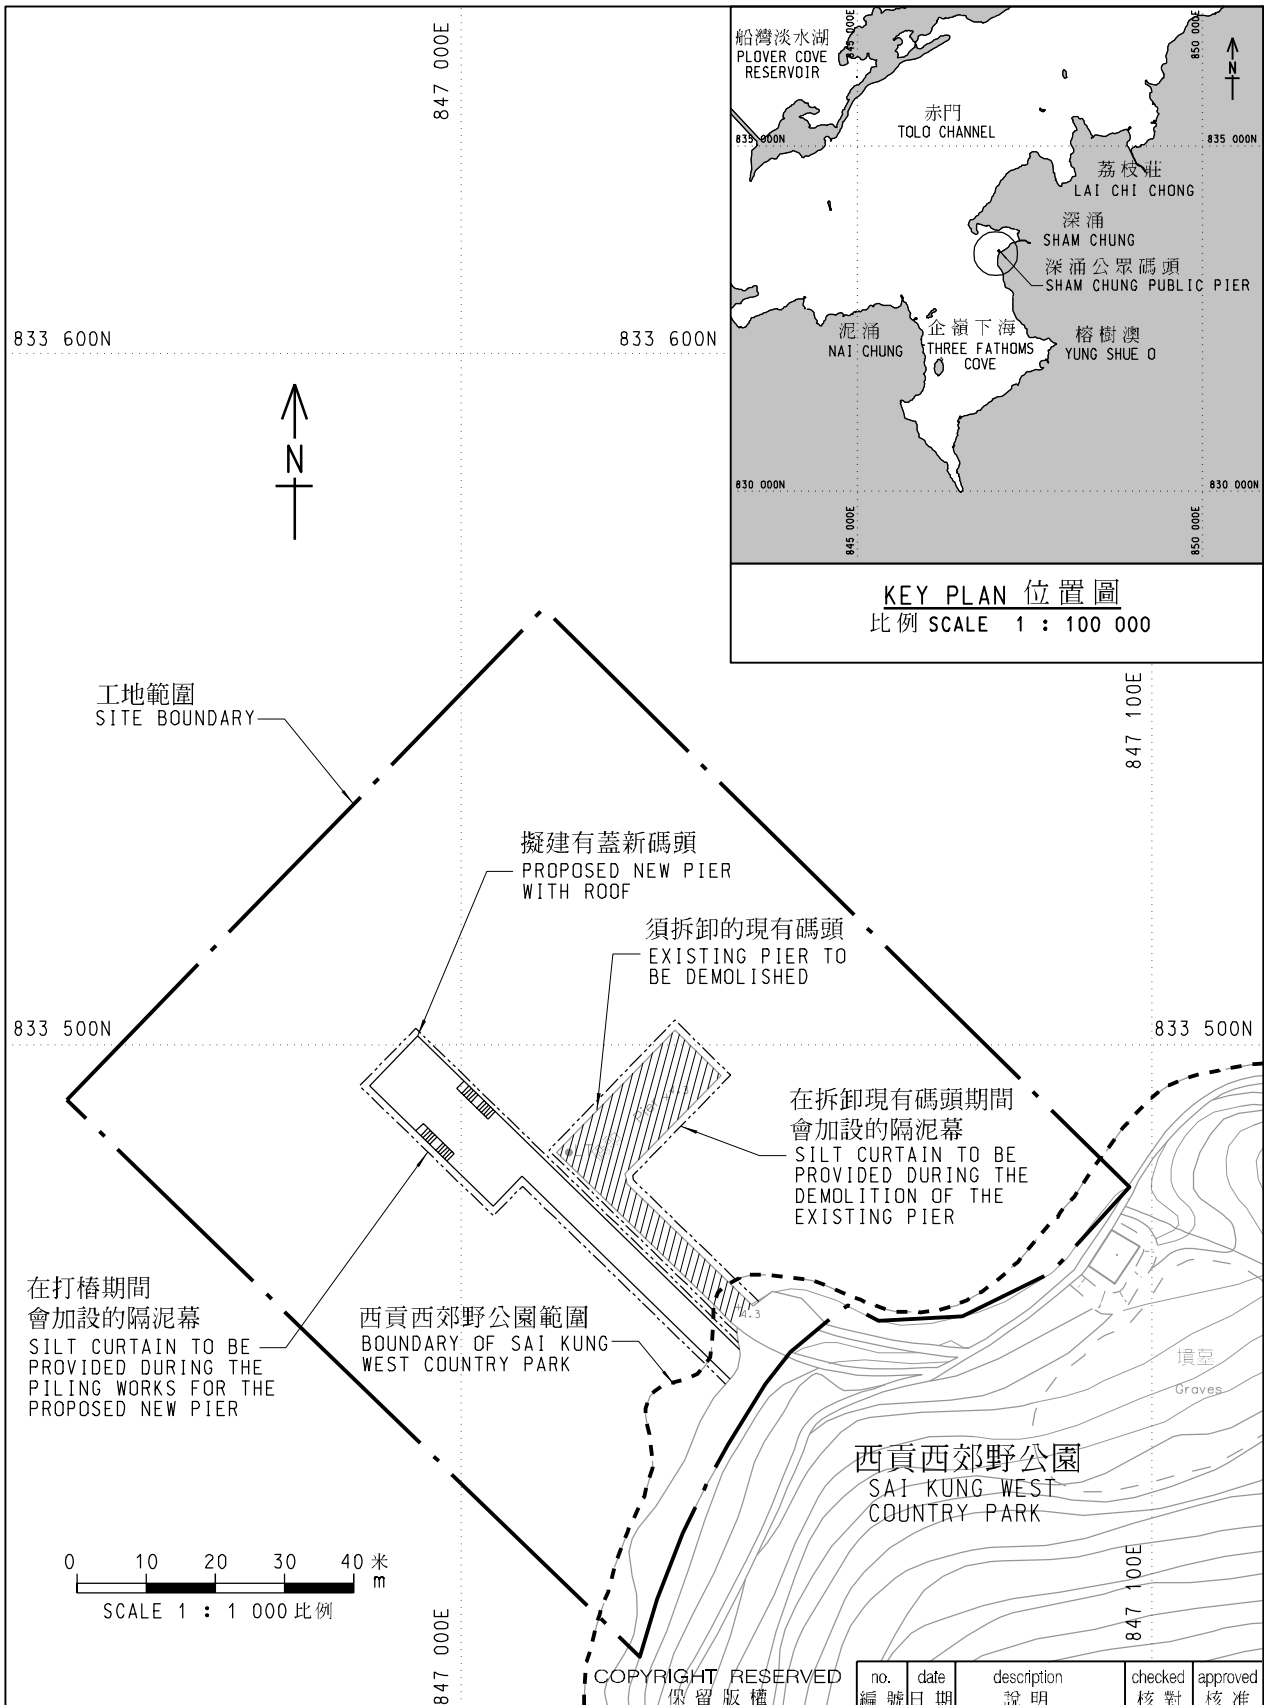 847 000E
船灣淡水湖
PLOVER COVE
RESERVOIR
845 000E
850 000E
N
赤門
TOLO CHANNEL
835 000N
835 000N
荔枝莊
LAI CHI CHONG
深涌
SHAM CHUNG
深涌公眾碼頭
SHAM CHUNG PUBLIC PIER
泥涌
NAI CHUNG
企嶺下海
THREE FATHOMS
COVE
榕樹澳
YUNG SHUE O
830 000N
830 000N
845 000E
850 000E
KEY PLAN 位置圖
比例 SCALE 1 : 100 000
833 600N
833 600N
N
847 100E
工地範圍
SITE BOUNDARY
擬建有蓋新碼頭
PROPOSED NEW PIER
WITH ROOF
須拆卸的現有碼頭
EXISTING PIER TO
BE DEMOLISHED
833 500N
833 500N
在拆卸現有碼頭期間
會加設的隔泥幕
SILT CURTAIN TO BE
PROVIDED DURING THE
DEMOLITION OF THE
EXISTING PIER
在打樁期間
會加設的隔泥幕
SILT CURTAIN TO BE
PROVIDED DURING THE
PILING WORKS FOR THE
PROPOSED NEW PIER
西貢西郊野公園範圍
BOUNDARY OF SAI KUNG
WEST COUNTRY PARK
墳墓
Graves
西貢西郊野公園
SAI KUNG WEST
COUNTRY PARK
0 10 20 30 40 米
m
SCALE 1 : 1 000 比例
847 000E
847 100E
COPYRIGHT RESERVED
保留版權
no. date description checked approved
編號 日期 說明 核對 核准